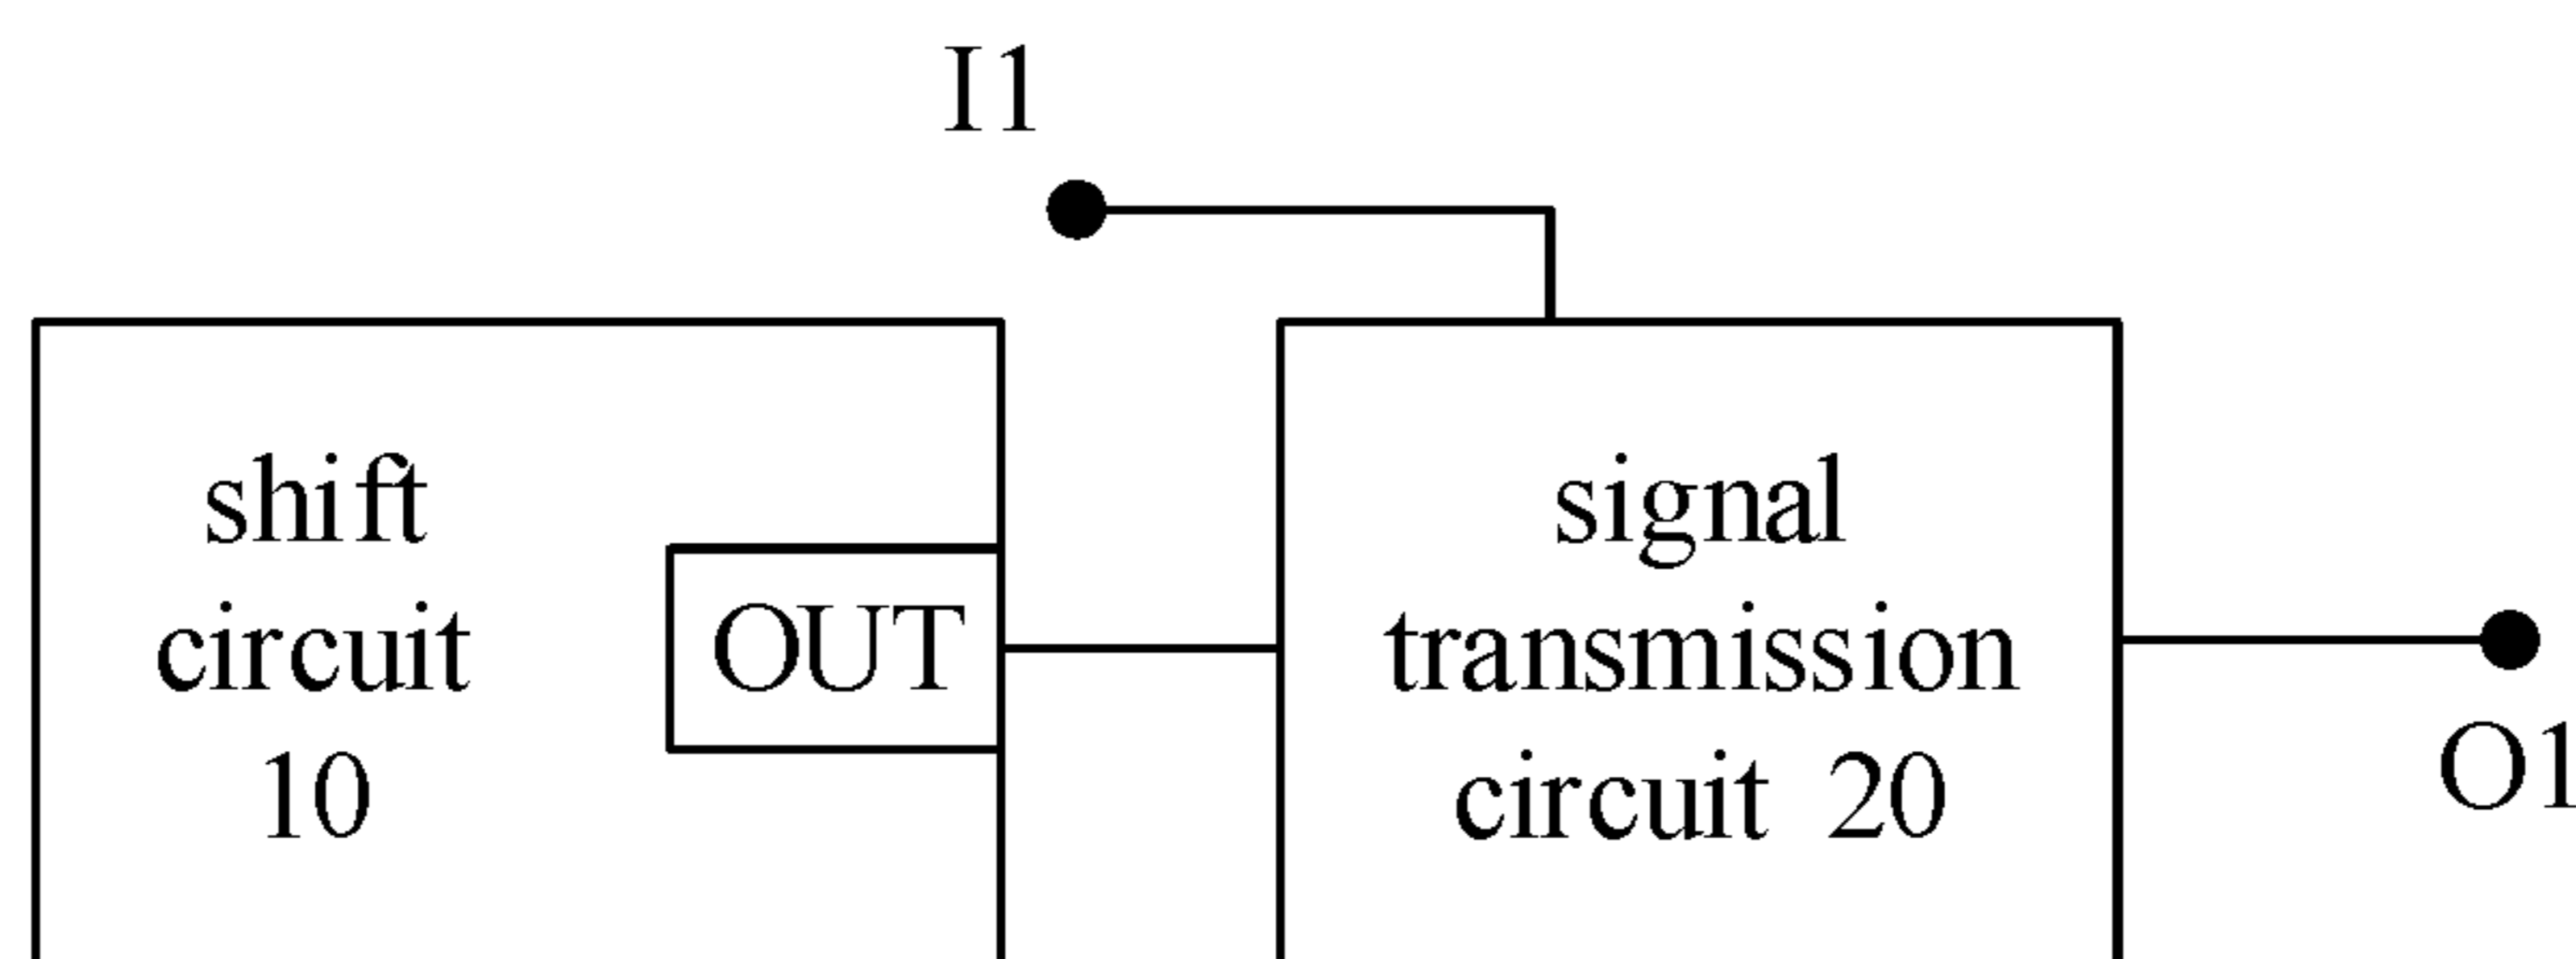 I1
shift
circuit
10
OUT
signal
transmission
circuit 20
O1